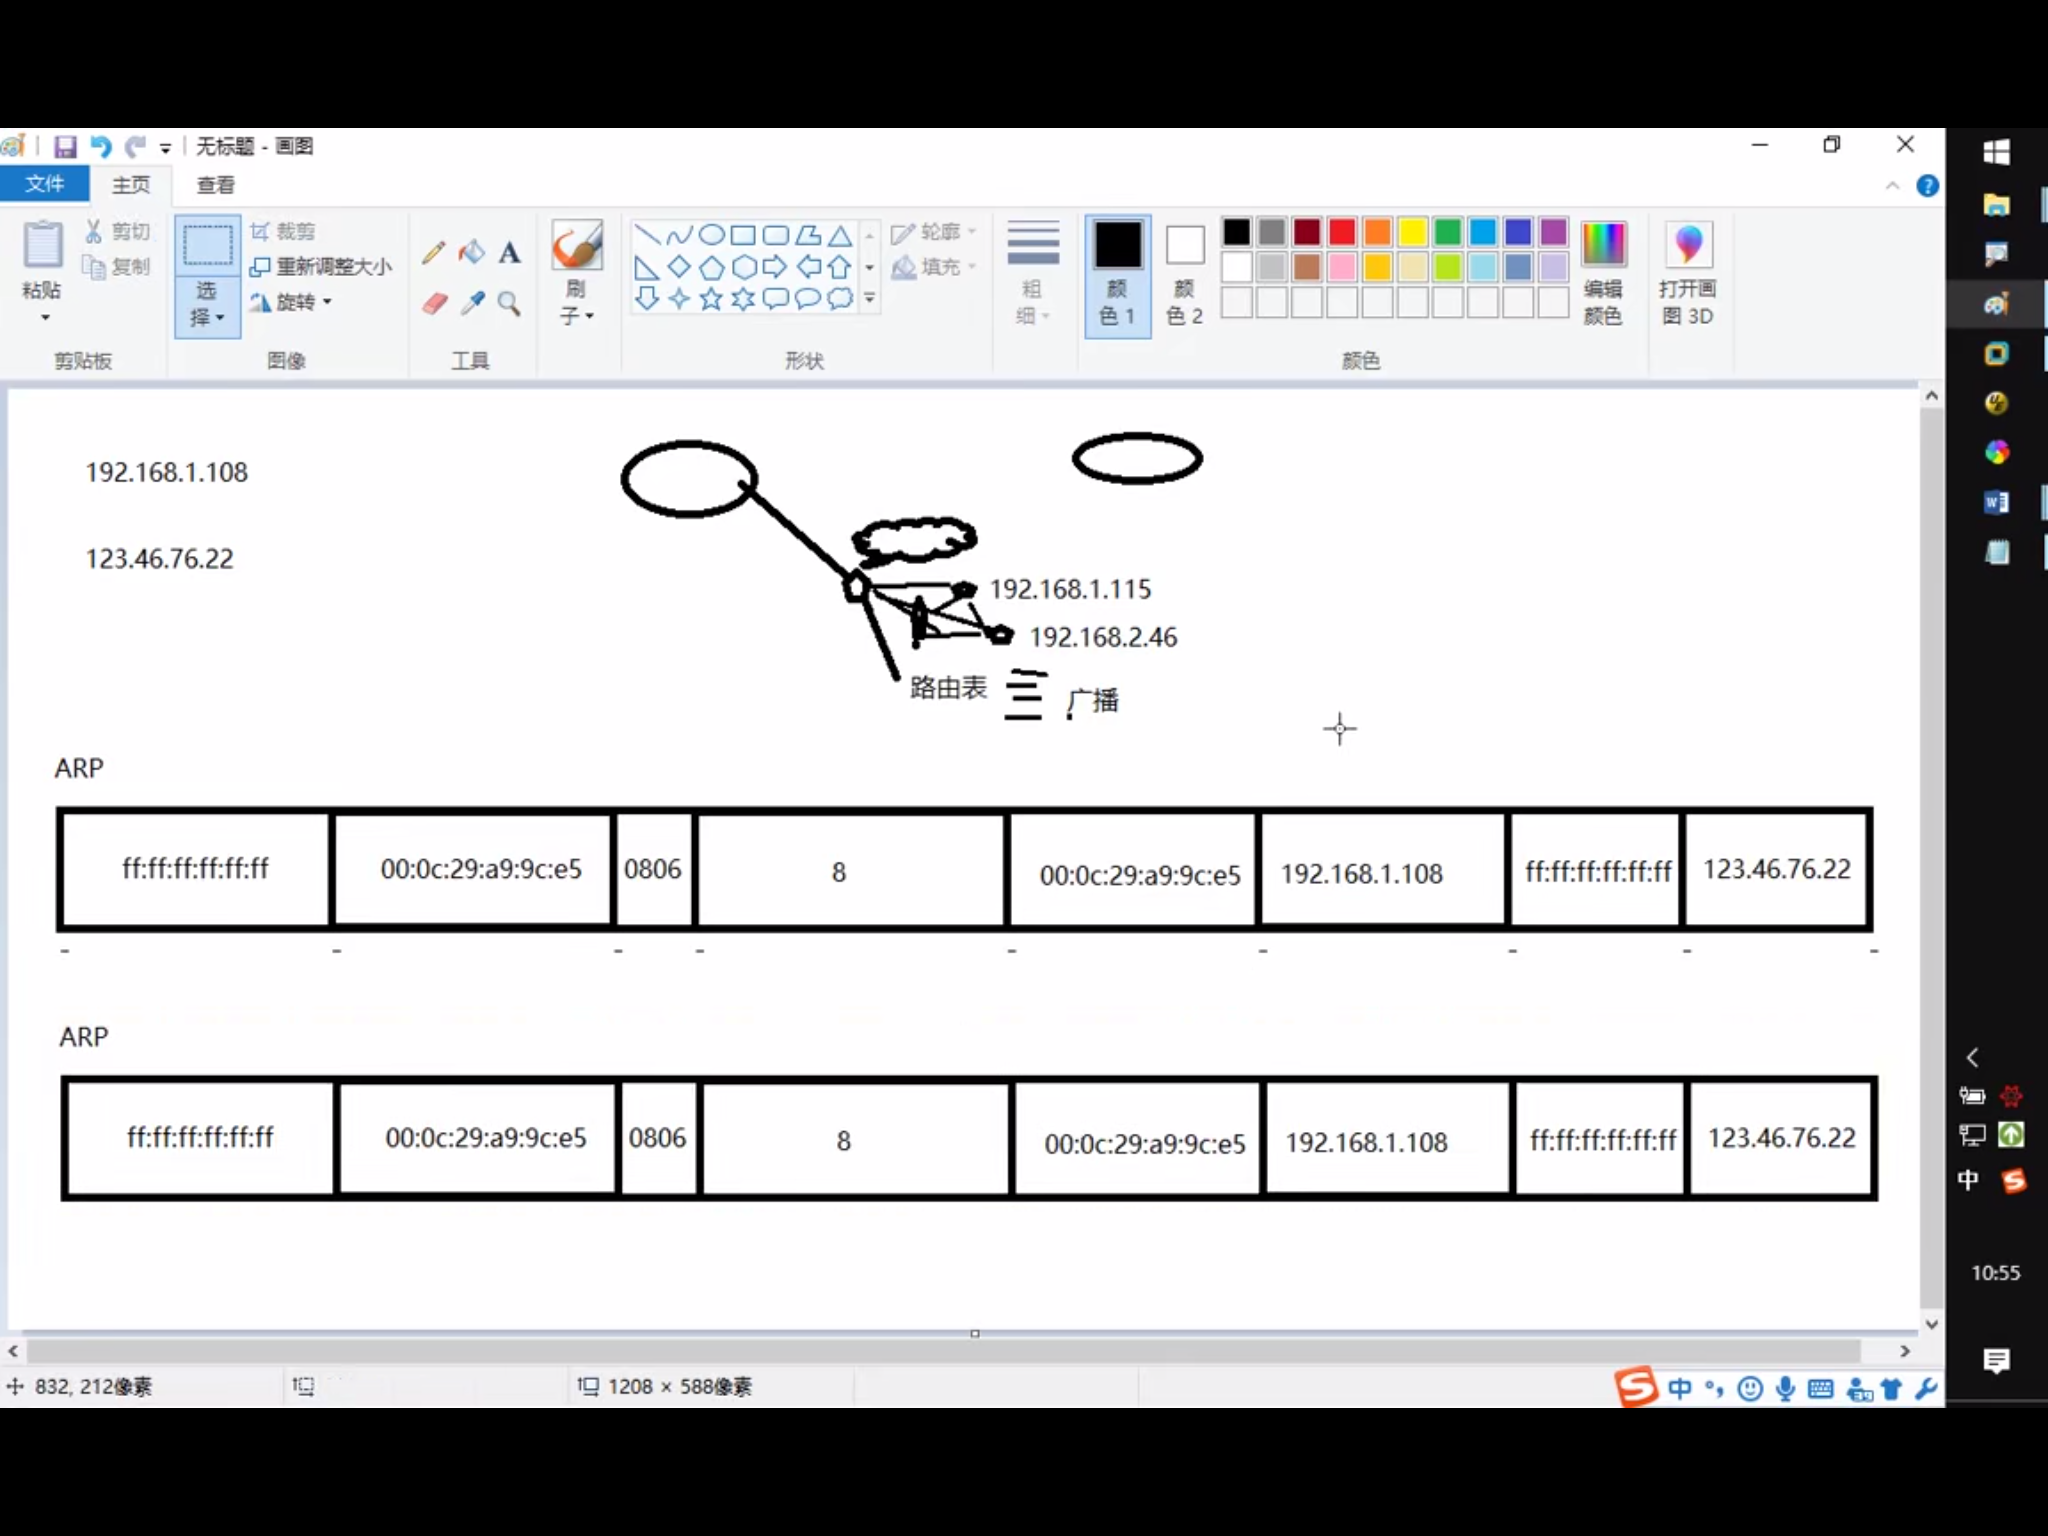 无标题 - 画图
文件 主页 查看
粘贴 剪切 复制 剪贴板
选择 裁剪 重新调整大小 旋转 图像
A 工具
刷子
轮廓 填充 形状
粗细
颜色 1 颜色 2 编辑颜色 颜色
打开画图 3D
192.168.1.108
123.46.76.22
192.168.1.115
192.168.2.46
路由表 广播
ARP
ff:ff:ff:ff:ff:ff 00:0c:29:a9:9c:e5 0806 8 00:0c:29:a9:9c:e5 192.168.1.108 ff:ff:ff:ff:ff:ff 123.46.76.22
- - - - - - - - -
ARP
ff:ff:ff:ff:ff:ff 00:0c:29:a9:9c:e5 0806 8 00:0c:29:a9:9c:e5 192.168.1.108 ff:ff:ff:ff:ff:ff 123.46.76.22
中
10:55
832, 212像素 1208 × 588像素
中